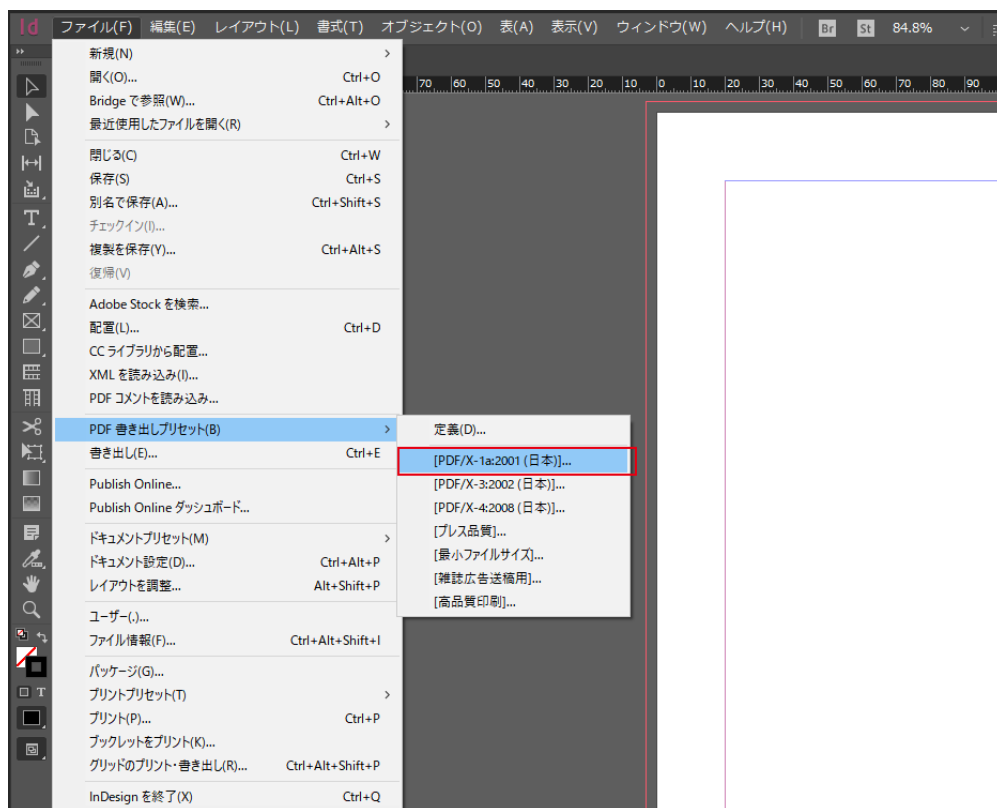 Id ファイル(F) 編集(E) レイアウト(L) 書式(T) オブジェクト(O) 表(A) 表示(V) ウィンドウ(W) ヘルプ(H) Br St 84.8%
新規(N)
開く(O)... Ctrl+O
Bridge で参照(W)... Ctrl+Alt+O
最近使用したファイルを開く(R)
閉じる(C) Ctrl+W
保存(S) Ctrl+S
別名で保存(A)... Ctrl+Shift+S
チェックイン(I)...
複製を保存(Y)... Ctrl+Alt+S
復帰(V)
Adobe Stock を検索...
配置(L)... Ctrl+D
CC ライブラリから配置...
XML を読み込み(I)...
PDF コメントを読み込み...
PDF 書き出しプリセット(B)
書き出し(E)... Ctrl+E
Publish Online...
Publish Online ダッシュボード...
ドキュメントプリセット(M)
ドキュメント設定(D)... Ctrl+Alt+P
レイアウトを調整... Alt+Shift+P
ユーザー(.)...
ファイル情報(F)... Ctrl+Alt+Shift+I
パッケージ(G)...
プリントプリセット(T)
プリント(P)... Ctrl+P
ブックレットをプリント(K)...
グリッドのプリント・書き出し(R)... Ctrl+Alt+Shift+P
InDesign を終了(X) Ctrl+Q
定義(D)...
[PDF/X-1a:2001 (日本)]...
[PDF/X-3:2002 (日本)]...
[PDF/X-4:2008 (日本)]...
[プレス品質]...
[最小ファイルサイズ]...
[雑誌広告送稿用]...
[高品質印刷]...
70 60 50 40 30 20 10 0 10 20 30 40 50 60 70 80 90
T
T